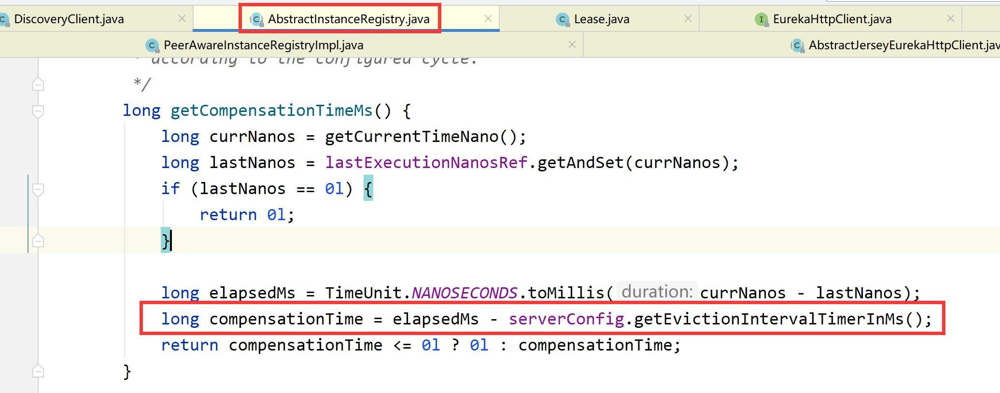 DiscoveryClient.java AbstractInstanceRegistry.java Lease.java EurekaHttpClient.java
PeerAwareInstanceRegistryImpl.java AbstractJerseyEurekaHttpClient.jav
* according to the configured cycle.
*/
long getCompensationTimeMs() {
long currNanos = getCurrentTimeNano();
long lastNanos = lastExecutionNanosRef.getAndSet(currNanos);
if (lastNanos == 0l) {
return 0l;
}
long elapsedMs = TimeUnit.NANOSECONDS.toMillis( duration: currNanos - lastNanos);
long compensationTime = elapsedMs - serverConfig.getEvictionIntervalTimerInMs();
return compensationTime <= 0l ? 0l : compensationTime;
}